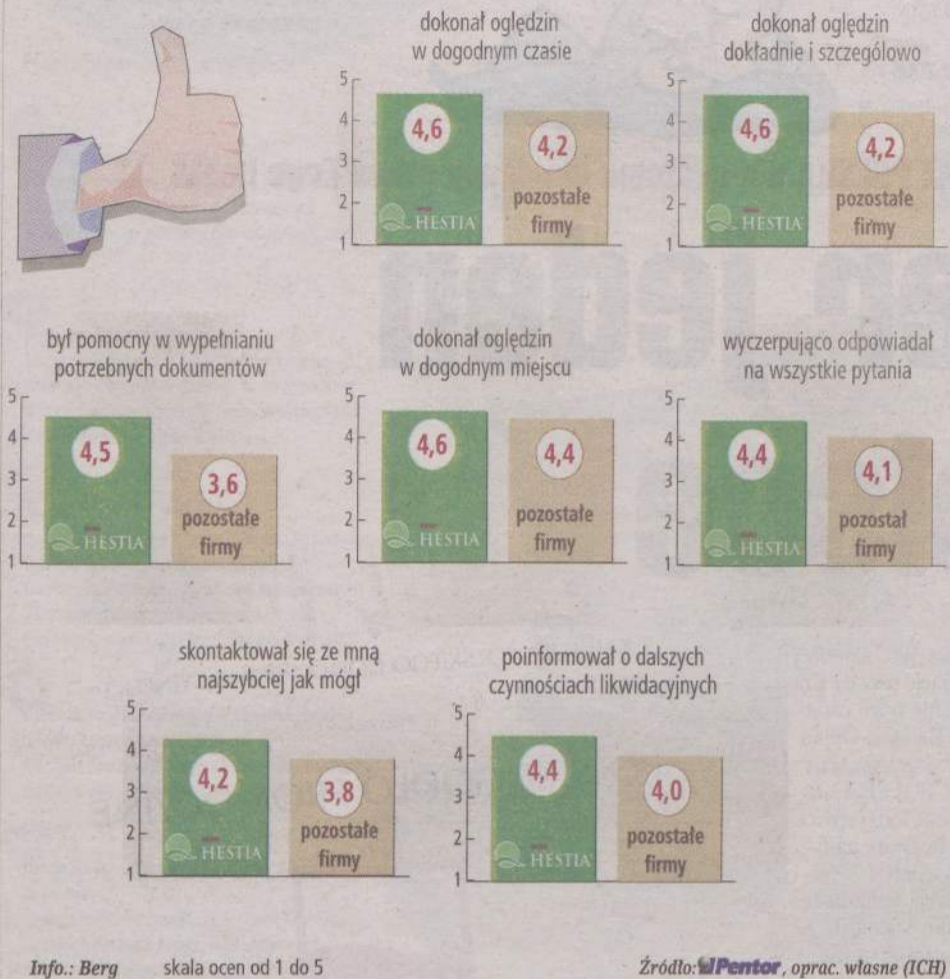 dokonał oględzin
w dogodnym czasie
5
4
3
2
1
4,6
HESTIA
4,2
pozostałe
firmy
dokonał oględzin
dokładnie i szczególowo
5
4
3
2
1
4,6
HESTIA
4,2
pozostałe
firmy
był pomocny w wypełnianiu
potrzebnych dokumentów
5
4
3
2
1
4,5
HESTIA
3,6
pozostałe
firmy
dokonał oględzin
w dogodnym miejscu
5
4
3
2
1
4,6
HESTIA
4,4
pozostałe
firmy
wyczerpująco odpowiadał
na wszystkie pytania
5
4
3
2
1
4,4
HESTIA
4,1
pozostał
firmy
skontaktował się ze mną
najszybciej jak mógł
5
4
3
2
1
4,2
HESTIA
3,8
pozostałe
firmy
poinformował o dalszych
czynnościach likwidacyjnych
5
4
3
2
1
4,4
HESTIA
4,0
pozostałe
firmy
Info.: Berg skala ocen od 1 do 5 Źródło: Pentor, oprac. własne (ICH)